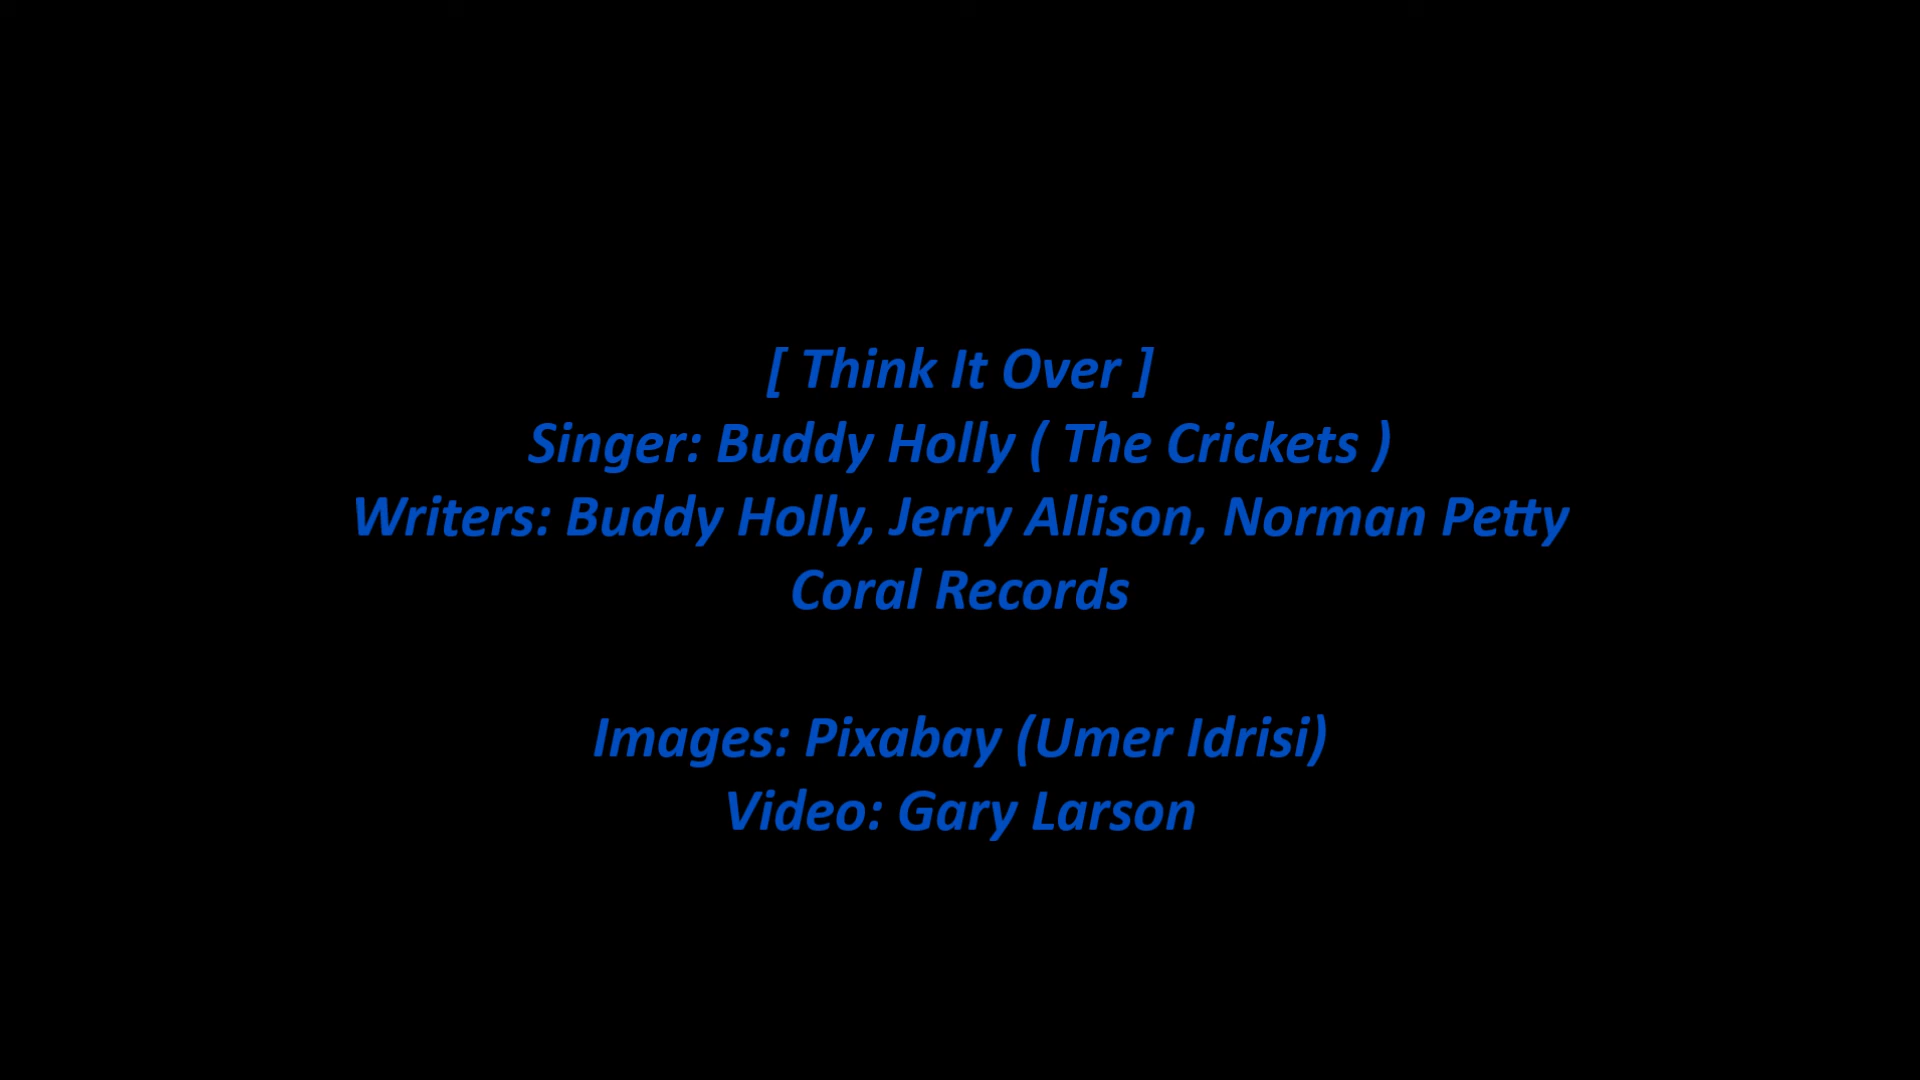 [ Think It Over ]
Singer: Buddy Holly ( The Crickets )
Writers: Buddy Holly, Jerry Allison, Norman Petty
Coral Records
Images: Pixabay (Umer Idrisi)
Video: Gary Larson